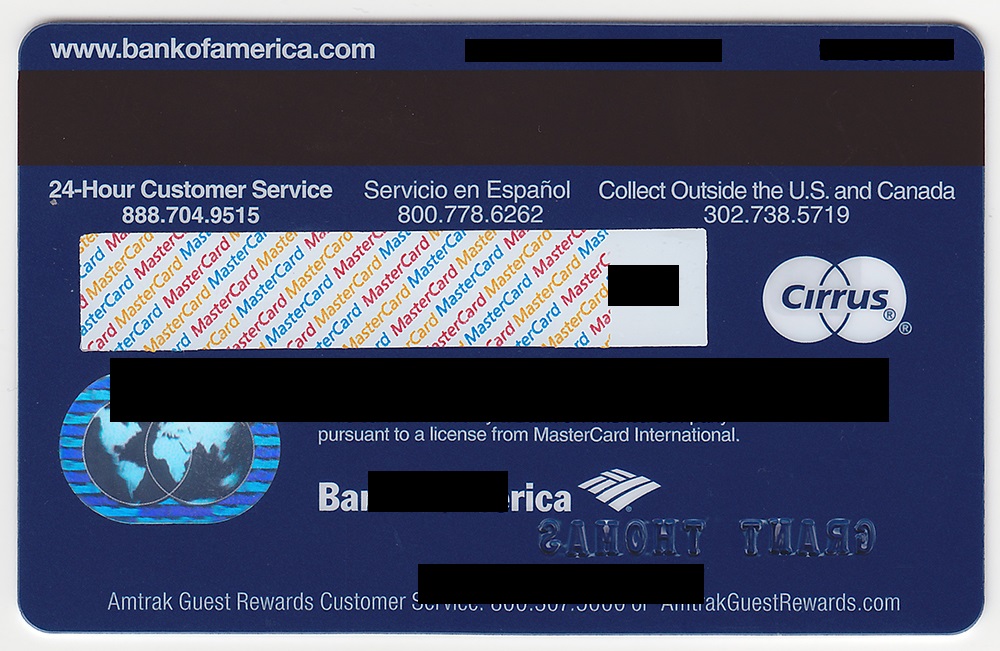 www.bankofamerica.com
24-Hour Customer Service Servicio en Español Collect Outside the U.S. and Canada
888.704.9515 800.778.6262 302.738.5719
MasterCard MasterCard MasterCard
Cirrus®®
pursuant to a license from MasterCard International.
GRANT THOMAS
Amtrak Guest Rewards Customer AmtrakGuestRewards.com